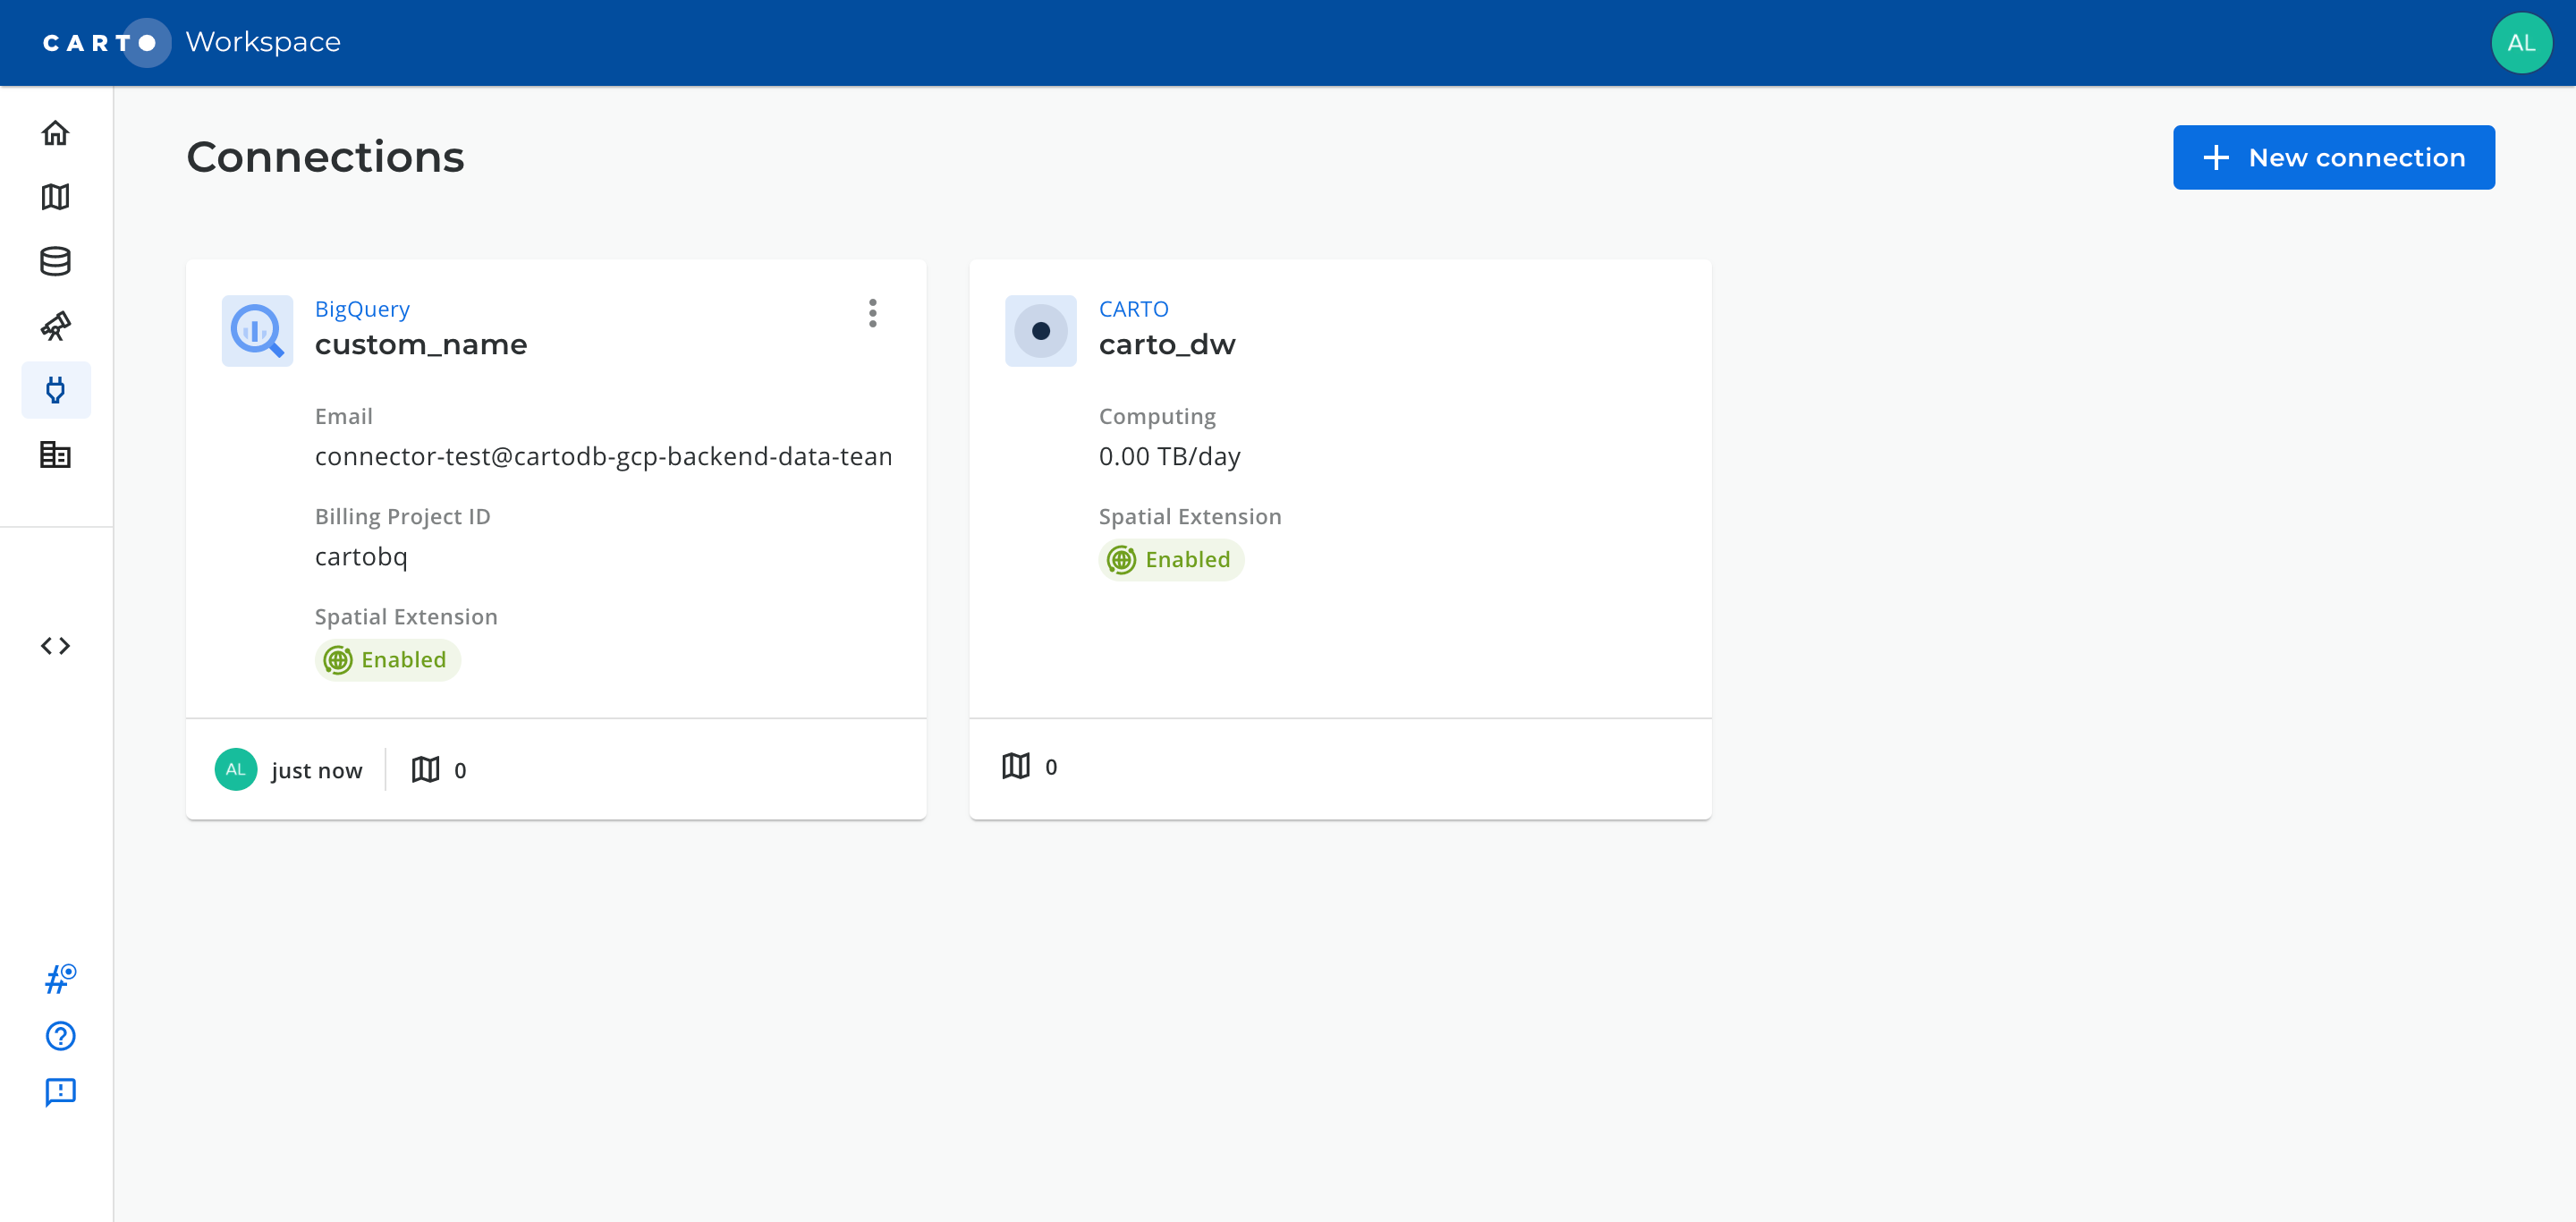 CARTO Workspace
AL
Connections
New connection
BigQuery
custom_name
Email
connector-test@cartodb-gcp-backend-data-tean
Billing Project ID
cartobq
Spatial Extension
Enabled
AL just now 0
CARTO
carto_dw
Computing
0.00 TB/day
Spatial Extension
Enabled
0